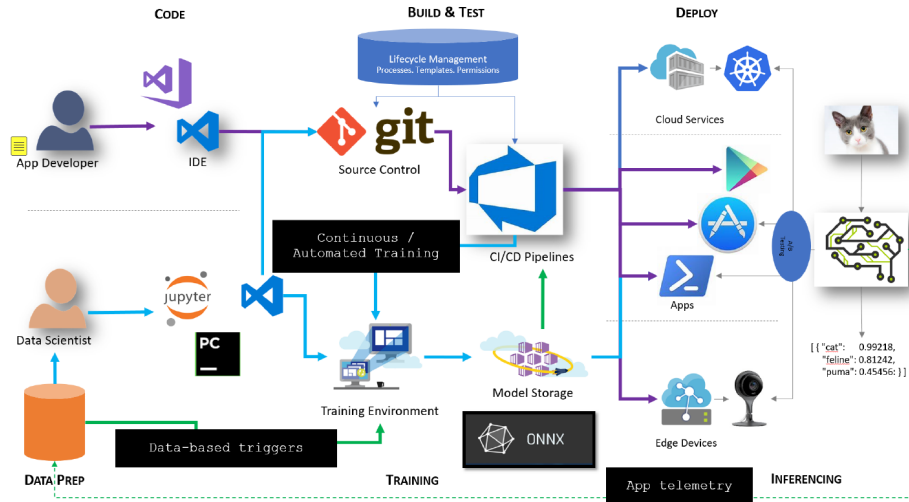 CODE
BUILD & TEST
DEPLOY
Lifecycle Management
Processes. Templates. Permissions
App Developer
IDE
git
Source Control
Cloud Services
Continuous /
Automated Training
CI/CD Pipelines
A/B
Testing
Apps
jupyter
Data Scientist
PC
[ { "cat": 0.99218,
"feline": 0.81242,
"puma": 0.45456: } ]
Training Environment
Model Storage
Edge Devices
ONNX
Data-based triggers
DATA PREP
TRAINING
App telemetry
INFERENCING